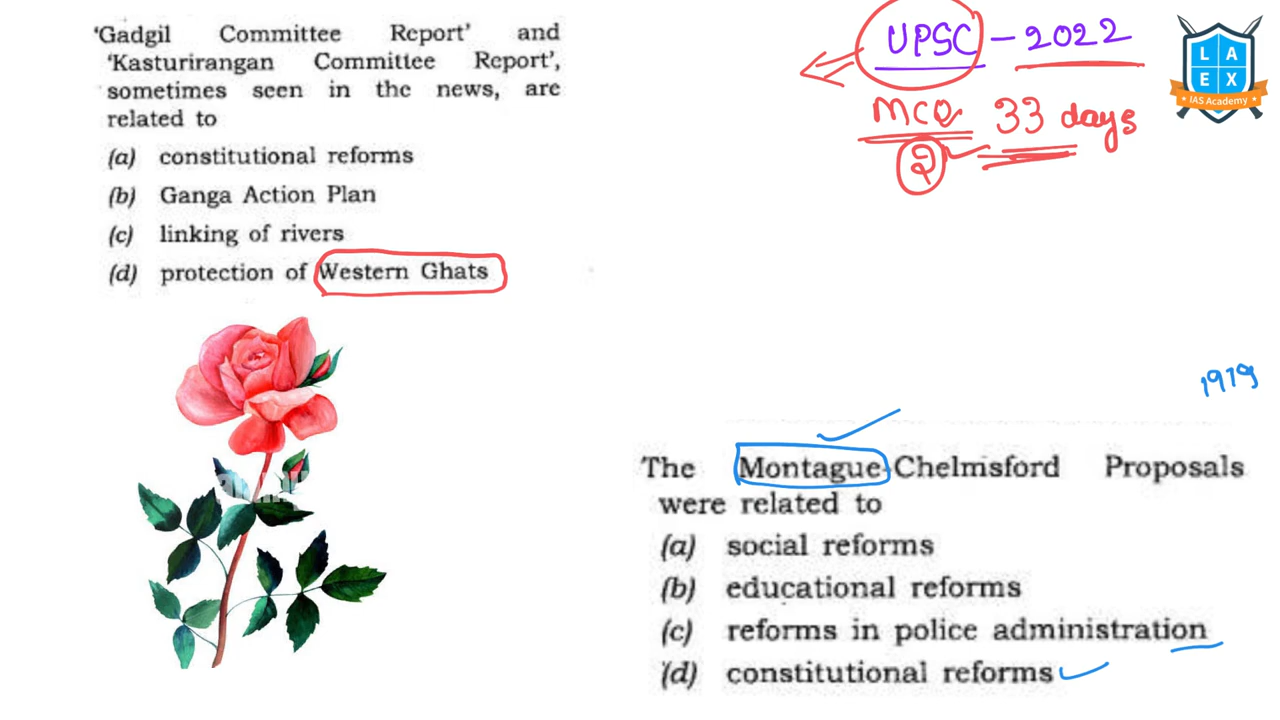 'Gadgil Committee Report' and
'Kasturirangan Committee Report',
sometimes seen in the news, are
related to
(a) constitutional reforms
(b) Ganga Action Plan
(c) linking of rivers
(d) protection of Western Ghats
UPSC - 2022
MCQ 33 days
2
L A
E X
IAS Academy
1919
The Montague-Chelmsford Proposals
were related to
(a) social reforms
(b) educational reforms
(c) reforms in police administration
(d) constitutional reforms